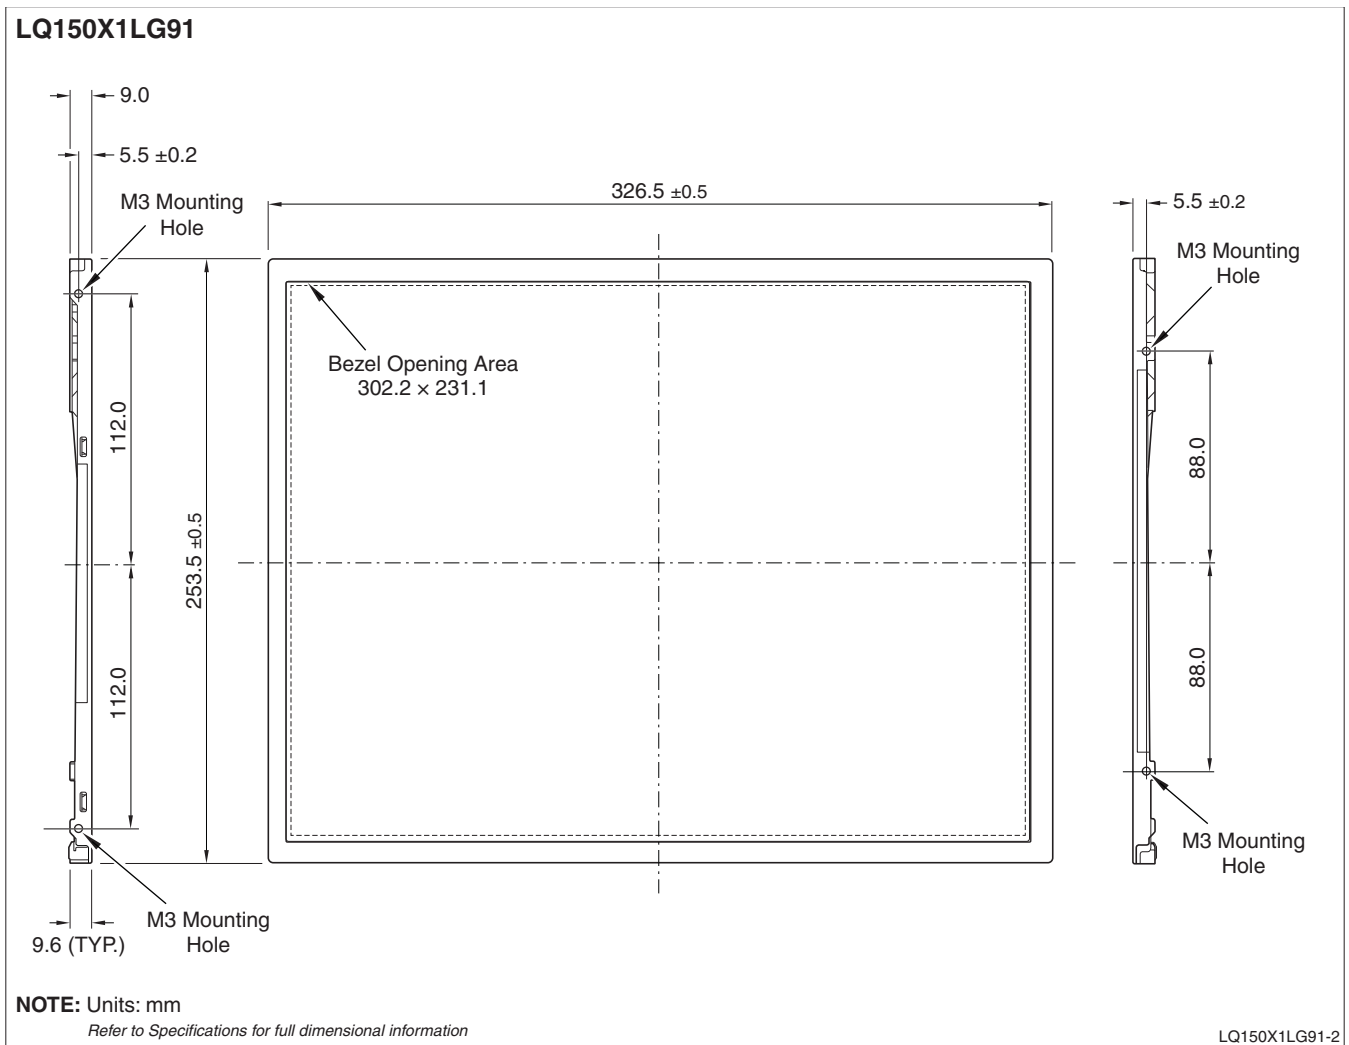 LQ150X1LG91
9.0
5.5 ±0.2
M3 Mounting
Hole
326.5 ±0.5
5.5 ±0.2
M3 Mounting
Hole
Bezel Opening Area
302.2 × 231.1
112.0
88.0
253.5 ±0.5
112.0
88.0
M3 Mounting
Hole
M3 Mounting
Hole
9.6 (TYP.)
NOTE: Units: mm
Refer to Specifications for full dimensional information
LQ150X1LG91-2